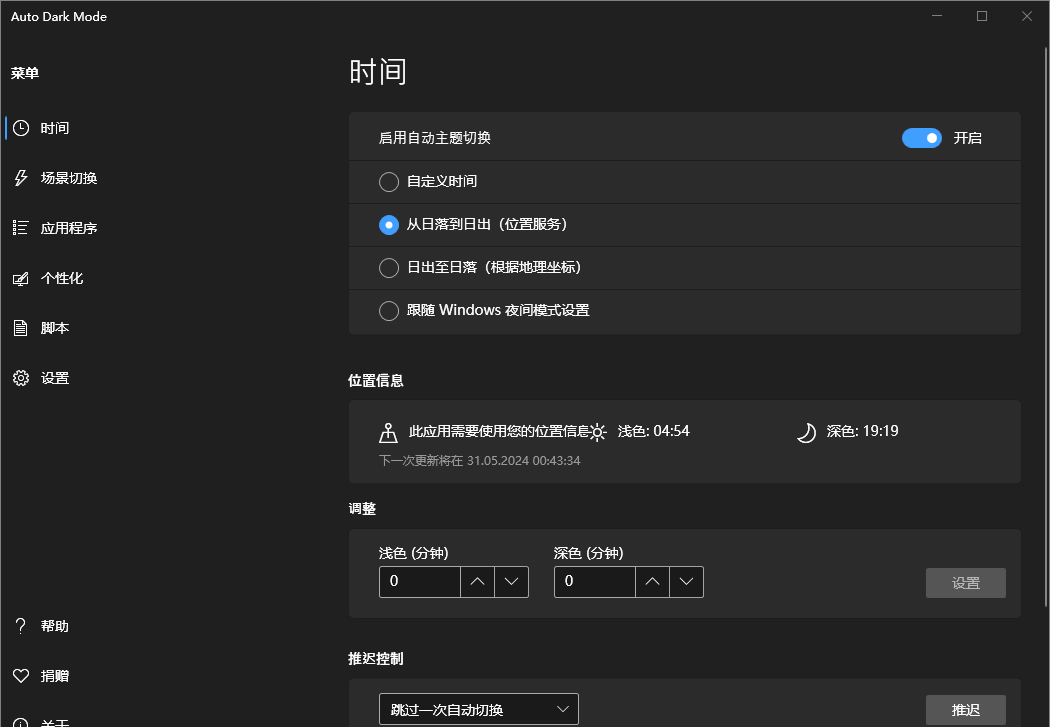 Auto Dark Mode
菜单
时间
场景切换
应用程序
个性化
脚本
设置
帮助
捐赠
关于
时间
启用自动主题切换
开启
自定义时间
从日落到日出（位置服务）
日出至日落（根据地理坐标）
跟随 Windows 夜间模式设置
位置信息
此应用需要使用您的位置信息 浅色: 04:54 深色: 19:19
下一次更新将在 31.05.2024 00:43:34
调整
浅色 (分钟) 深色 (分钟)
0 0 设置
推迟控制
跳过一次自动切换 推迟